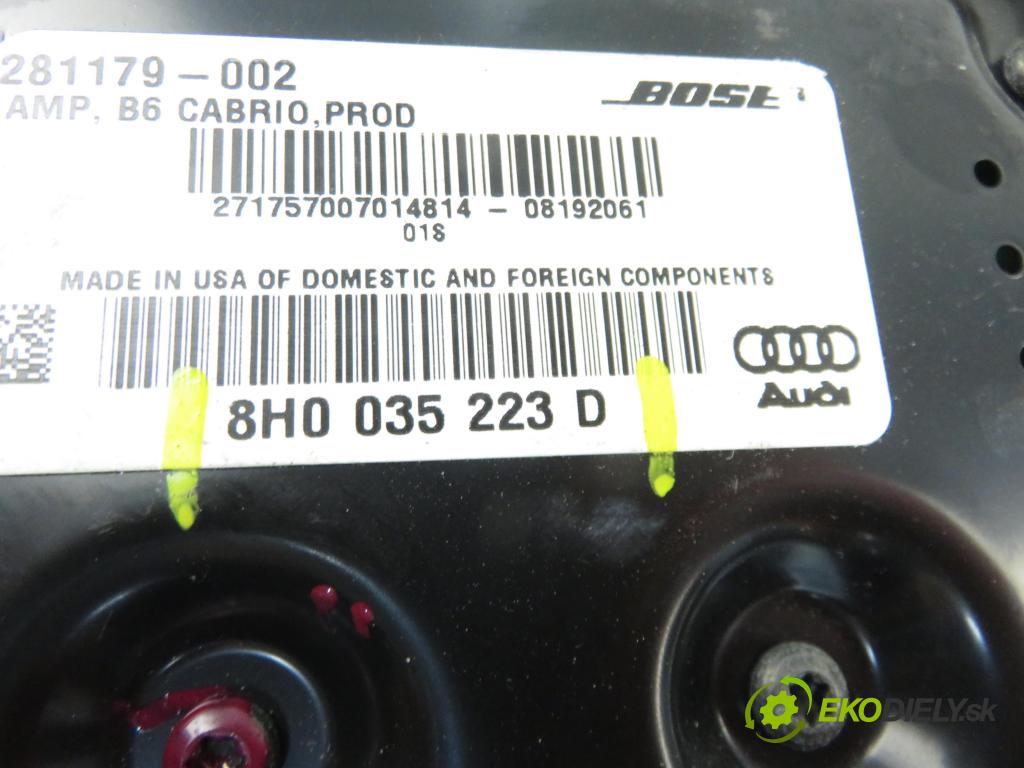 281179-002
BOSE
AMP, B6 CABRIO,PROD
271757007014814 - 08192061
01S
MADE IN USA OF DOMESTIC AND FOREIGN COMPONENTS
Audi
8H0 035 223 D
EKODIELY.sk